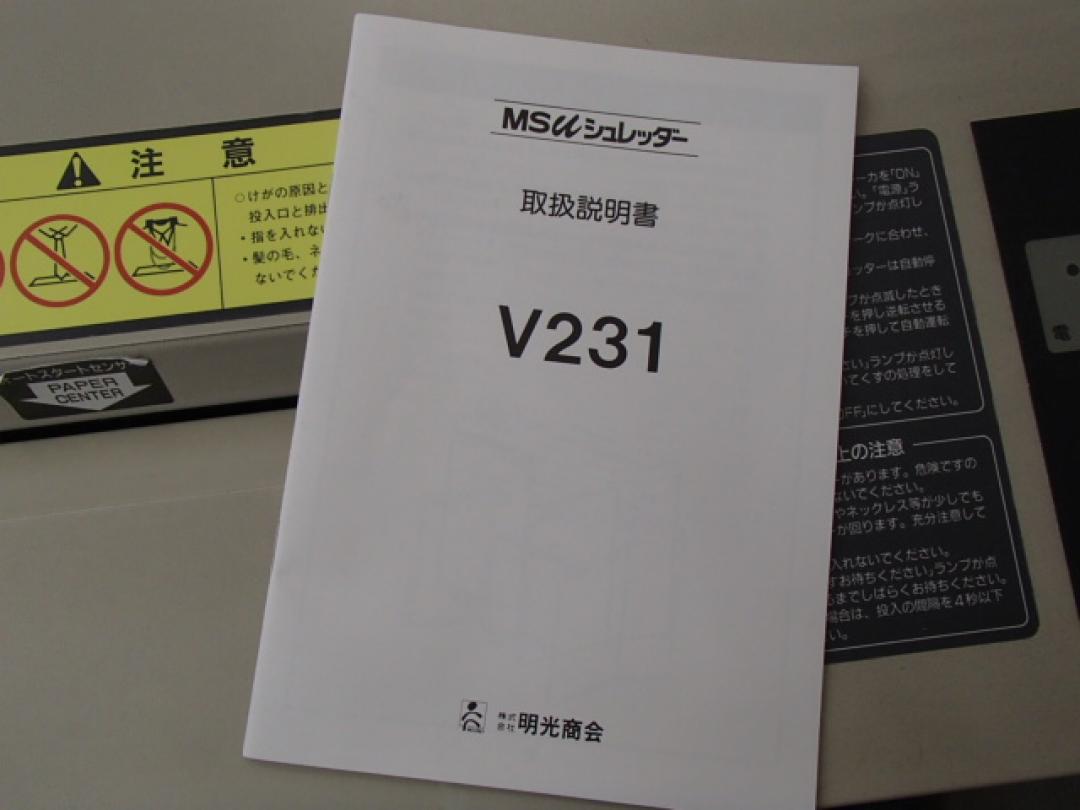 注 意
○けがの原因と
投入口と排出
・指を入れない
・髪の毛、ネ
ないでくだ
オートスタートセンサ
PAPER
CENTER
MSuシュレッダー
取扱説明書
V231
株式
会社
明光商会
ーカを「ON」
い。「電源」ラ
ンプが点灯し
ークに合わせ、
ッターは自動停
プが点滅したとき
を押し逆転させる
チを押して自動運転
さい」ランプが点灯し
いてくずの処理をして
OFF」にしてください。
上の注意
があります。危険ですの
ないでください。
やネックレス等が少しでも
が回ります。充分注意して
入れないでください。
すお待ちください」ランプが点
るまでしばらくお待ちください。
場合は、投入の間隔を4秒以下
い。
電